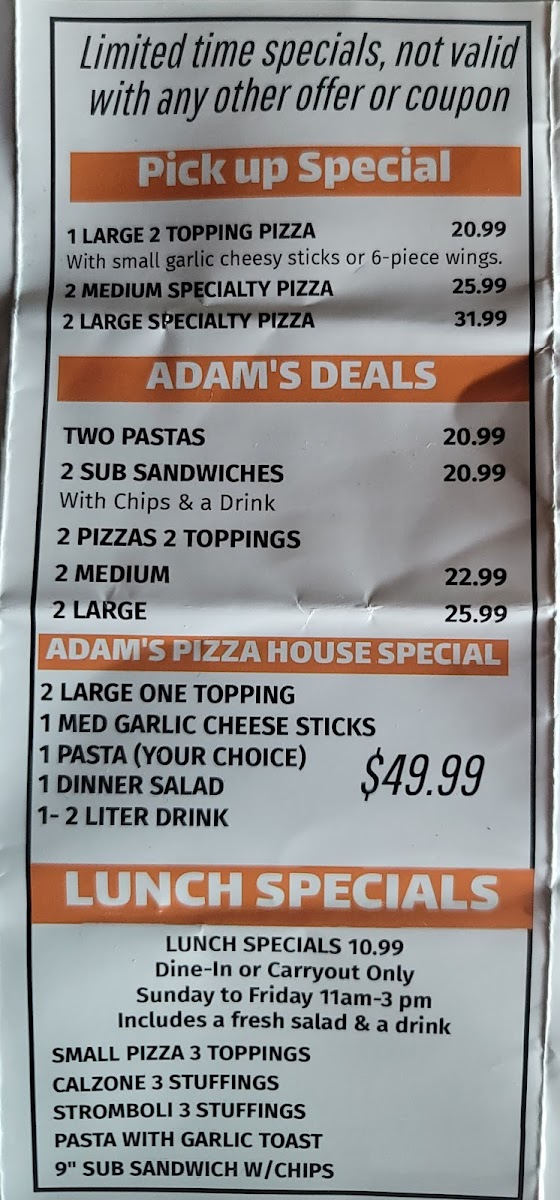 Limited time specials, not valid
with any other offer or coupon
Pick up Special
1 LARGE 2 TOPPING PIZZA 20.99
With small garlic cheesy sticks or 6-piece wings.
2 MEDIUM SPECIALTY PIZZA 25.99
2 LARGE SPECIALTY PIZZA 31.99
ADAM'S DEALS
TWO PASTAS 20.99
2 SUB SANDWICHES 20.99
With Chips & a Drink
2 PIZZAS 2 TOPPINGS
2 MEDIUM 22.99
2 LARGE 25.99
ADAM'S PIZZA HOUSE SPECIAL
2 LARGE ONE TOPPING
1 MED GARLIC CHEESE STICKS
1 PASTA (YOUR CHOICE)
$49.99
1 DINNER SALAD
1- 2 LITER DRINK
LUNCH SPECIALS
LUNCH SPECIALS 10.99
Dine-In or Carryout Only
Sunday to Friday 11am-3 pm
Includes a fresh salad & a drink
SMALL PIZZA 3 TOPPINGS
CALZONE 3 STUFFINGS
STROMBOLI 3 STUFFINGS
PASTA WITH GARLIC TOAST
9" SUB SANDWICH W/CHIPS